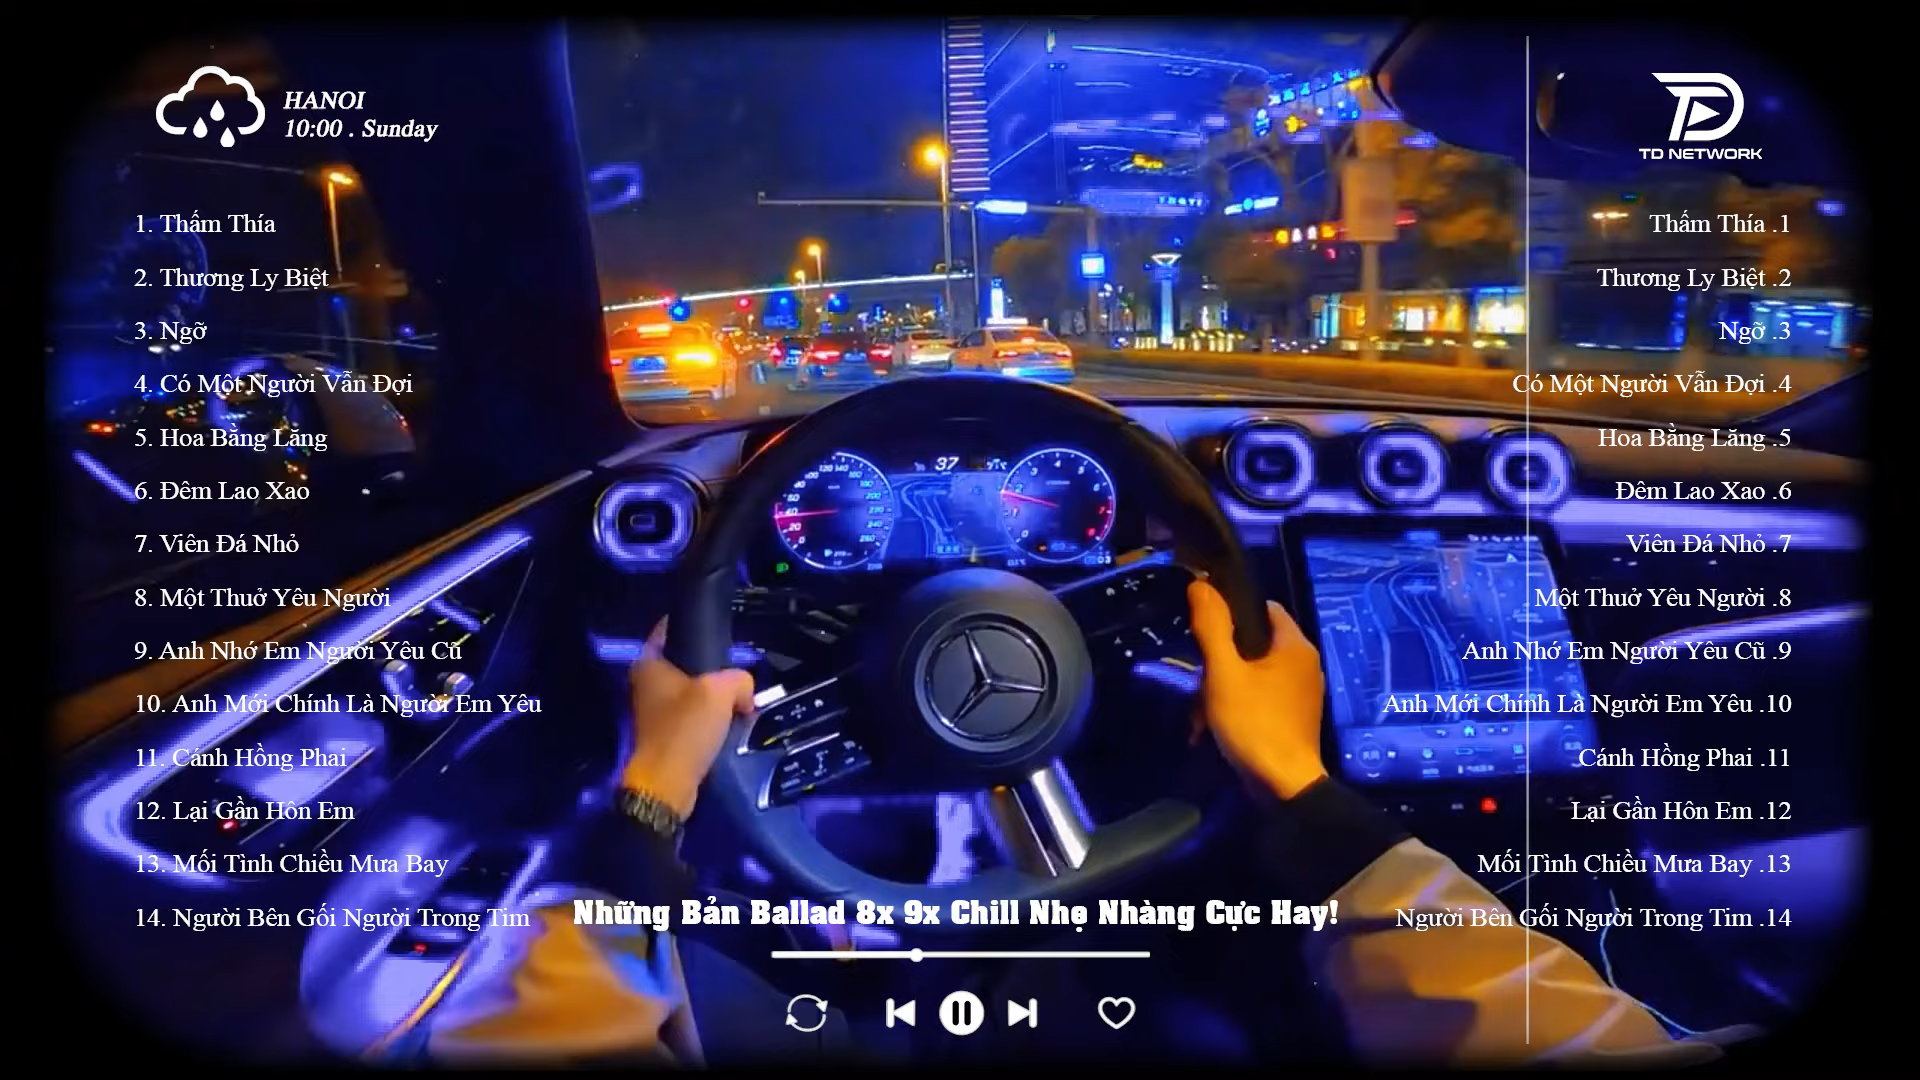 HANOI
10:00 . Sunday
TD NETWORK
1. Thấm Thía
2. Thương Ly Biệt
3. Ngỡ
4. Có Một Người Vẫn Đợi
5. Hoa Bằng Lăng
6. Đêm Lao Xao
7. Viên Đá Nhỏ
8. Một Thuở Yêu Người
9. Anh Nhớ Em Người Yêu Cũ
10. Anh Mới Chính Là Người Em Yêu
11. Cánh Hồng Phai
12. Lại Gần Hôn Em
13. Mối Tình Chiều Mưa Bay
14. Người Bên Gối Người Trong Tim
Thấm Thía .1
Thương Ly Biệt .2
Ngỡ .3
Có Một Người Vẫn Đợi .4
Hoa Bằng Lăng .5
Đêm Lao Xao .6
Viên Đá Nhỏ .7
Một Thuở Yêu Người .8
Anh Nhớ Em Người Yêu Cũ .9
Anh Mới Chính Là Người Em Yêu .10
Cánh Hồng Phai .11
Lại Gần Hôn Em .12
Mối Tình Chiều Mưa Bay .13
Người Bên Gối Người Trong Tim .14
37
Những Bản Ballad 8x 9x Chill Nhẹ Nhàng Cực Hay!